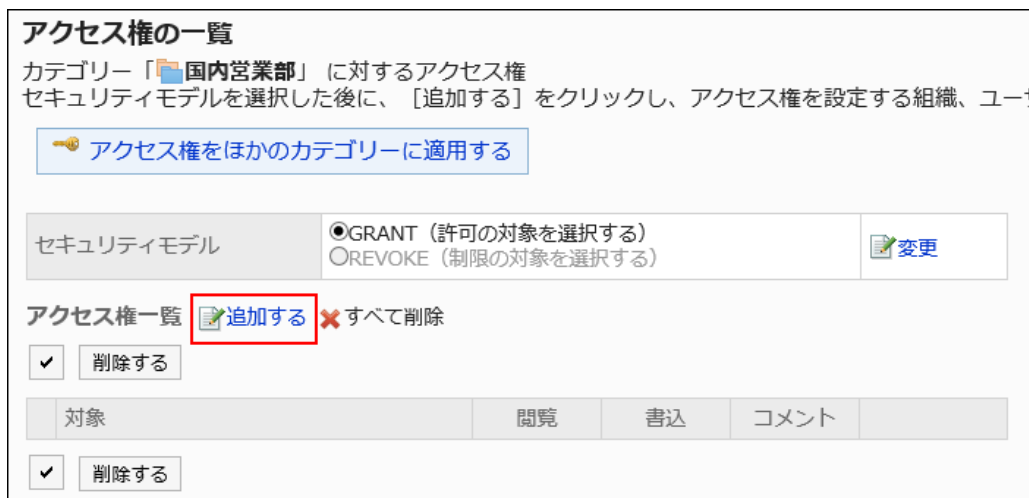 アクセス権の一覧
カテゴリー「国内営業部」 に対するアクセス権
セキュリティモデルを選択した後に、［追加する］をクリックし、アクセス権を設定する組織、ユー
アクセス権をほかのカテゴリーに適用する
セキュリティモデル
GRANT（許可の対象を選択する）
REVOKE（制限の対象を選択する）
変更
アクセス権一覧 追加する すべて削除
削除する
対象 閲覧 書込 コメント
削除する